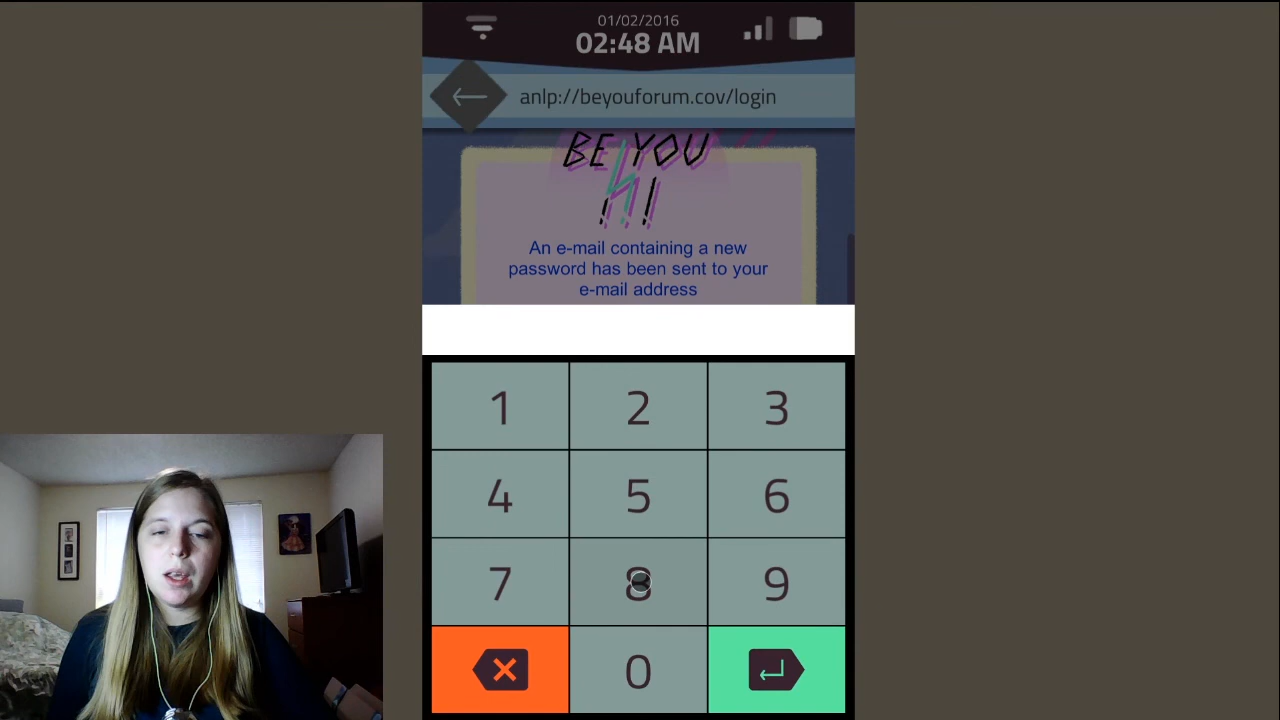 01/02/2016
02:48 AM
anlp://beyouforum.cov/login
BE YOU
!!!
An e-mail containing a new
password has been sent to your
e-mail address
1 2 3
4 5 6
7 8 9
0